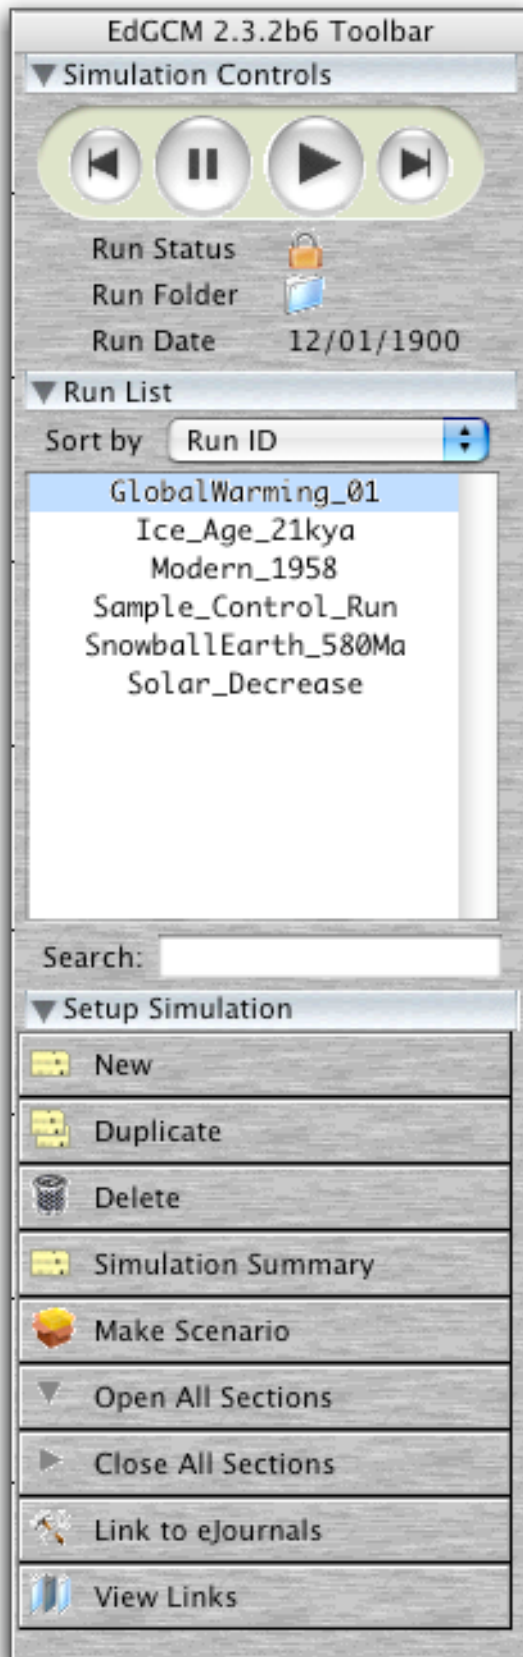 EdGCM 2.3.2b6 Toolbar
Simulation Controls
Run Status
Run Folder
Run Date 12/01/1900
Run List
Sort by Run ID
GlobalWarming_01
Ice_Age_21kya
Modern_1958
Sample_Control_Run
SnowballEarth_580Ma
Solar_Decrease
Search:
Setup Simulation
New
Duplicate
Delete
Simulation Summary
Make Scenario
Open All Sections
Close All Sections
Link to eJournals
View Links